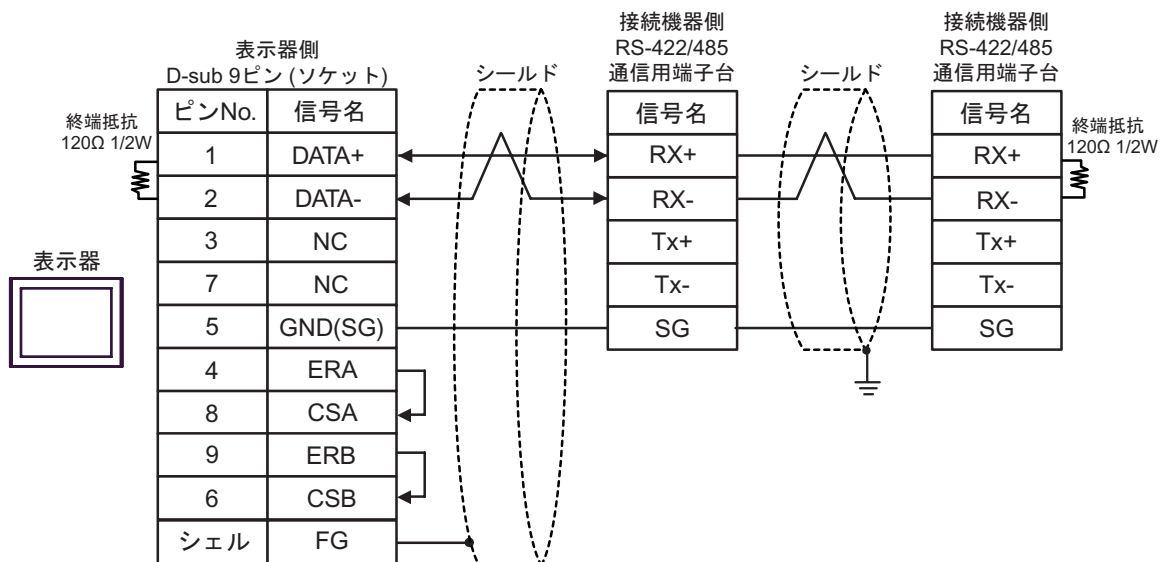 表示器側
D-sub 9ピン (ソケット)
シールド
接続機器側
RS-422/485
通信用端子台
シールド
接続機器側
RS-422/485
通信用端子台
終端抵抗
120Ω 1/2W
ピンNo. 信号名
1 DATA+
2 DATA-
3 NC
7 NC
5 GND(SG)
4 ERA
8 CSA
9 ERB
6 CSB
シェル FG
表示器
信号名
RX+
RX-
Tx+
Tx-
SG
信号名
RX+
RX-
Tx+
Tx-
SG
終端抵抗
120Ω 1/2W